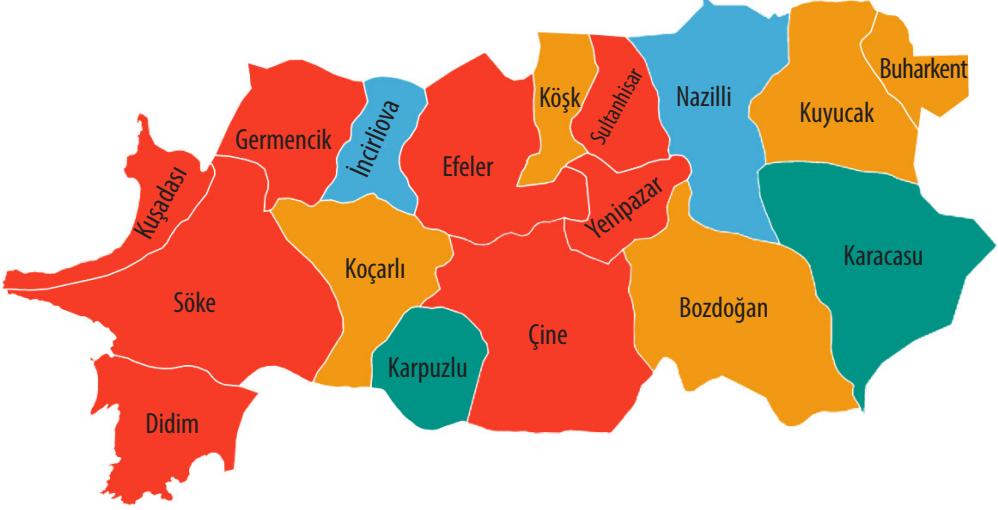 Buharkent
Köşk
Sultanhisar
Nazilli
Kuyucak
Germencik
İncirliova
Efeler
Kuşadası
Yenipazar
Koçarlı
Karacasu
Söke
Bozdoğan
Çine
Karpuzlu
Didim